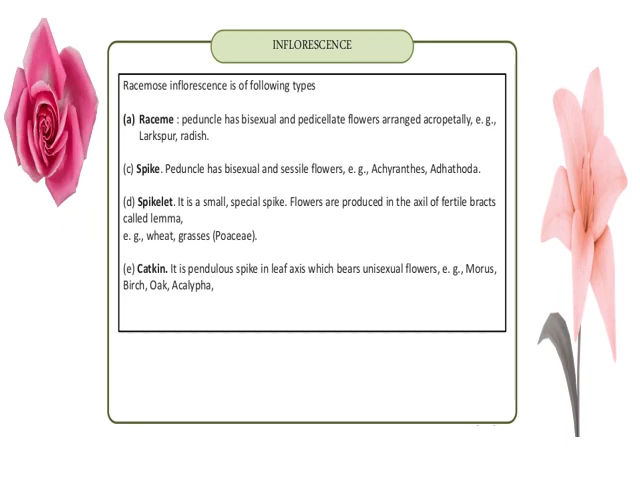 INFLORESCENCE
Racemose inflorescence is of following types
(a) Raceme : peduncle has bisexual and pedicellate flowers arranged acropetally, e. g.,
Larkspur, radish.
(c) Spike. Peduncle has bisexual and sessile flowers, e. g., Achyranthes, Adhathoda.
(d) Spikelet. It is a small, special spike. Flowers are produced in the axil of fertile bracts
called lemma,
e. g., wheat, grasses (Poaceae).
(e) Catkin. It is pendulous spike in leaf axis which bears unisexual flowers, e. g., Morus,
Birch, Oak, Acalypha,